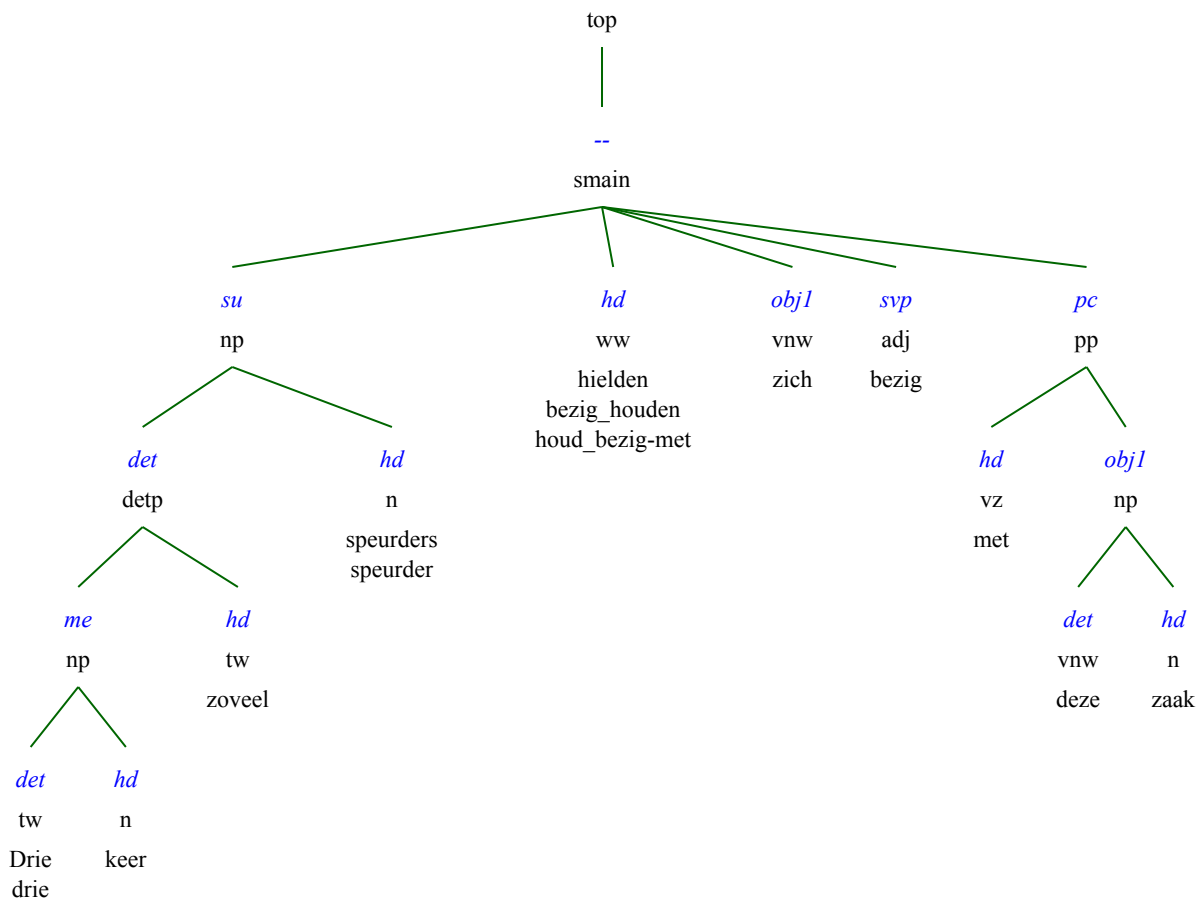 top
--
smain
su hd obj1 svp pc
np ww vnw adj pp
hielden zich bezig
bezig_houden
houd_bezig-met
det hd hd obj1
detp n vz np
speurders met
speurder
me hd det hd
np tw vnw n
zoveel deze zaak
det hd
tw n
Drie keer
drie